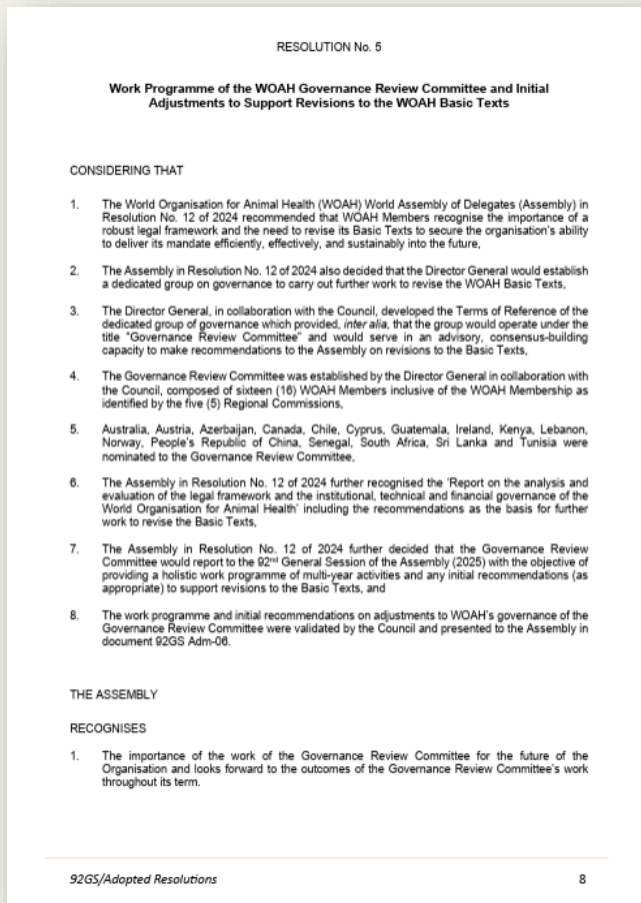 RESOLUTION No. 5
Work Programme of the WOAH Governance Review Committee and Initial
Adjustments to Support Revisions to the WOAH Basic Texts
CONSIDERING THAT
1. The World Organisation for Animal Health (WOAH) World Assembly of Delegates (Assembly) in
Resolution No. 12 of 2024 recommended that WOAH Members recognise the importance of a
robust legal framework and the need to revise its Basic Texts to secure the organisation's ability
to deliver its mandate efficiently, effectively, and sustainably into the future,
2. The Assembly in Resolution No. 12 of 2024 also decided that the Director General would establish
a dedicated group on governance to carry out further work to revise the WOAH Basic Texts,
3. The Director General, in collaboration with the Council, developed the Terms of Reference of the
dedicated group of governance which provided, inter alia, that the group would operate under the
title "Governance Review Committee" and would serve in an advisory, consensus-building
capacity to make recommendations to the Assembly on revisions to the Basic Texts,
4. The Governance Review Committee was established by the Director General in collaboration with
the Council, composed of sixteen (16) WOAH Members inclusive of the WOAH Membership as
identified by the five (5) Regional Commissions,
5. Australia, Austria, Azerbaijan, Canada, Chile, Cyprus, Guatemala, Ireland, Kenya, Lebanon,
Norway, People's Republic of China, Senegal, South Africa, Sri Lanka and Tunisia were
nominated to the Governance Review Committee,
6. The Assembly in Resolution No. 12 of 2024 further recognised the 'Report on the analysis and
evaluation of the legal framework and the institutional, technical and financial governance of the
World Organisation for Animal Health' including the recommendations as the basis for further
work to revise the Basic Texts,
7. The Assembly in Resolution No. 12 of 2024 further decided that the Governance Review
Committee would report to the 92nd General Session of the Assembly (2025) with the objective of
providing a holistic work programme of multi-year activities and any initial recommendations (as
appropriate) to support revisions to the Basic Texts, and
8. The work programme and initial recommendations on adjustments to WOAH's governance of the
Governance Review Committee were validated by the Council and presented to the Assembly in
document 92GS Adm-06.
THE ASSEMBLY
RECOGNISES
1. The importance of the work of the Governance Review Committee for the future of the
Organisation and looks forward to the outcomes of the Governance Review Committee's work
throughout its term.
92GS/Adopted Resolutions 8